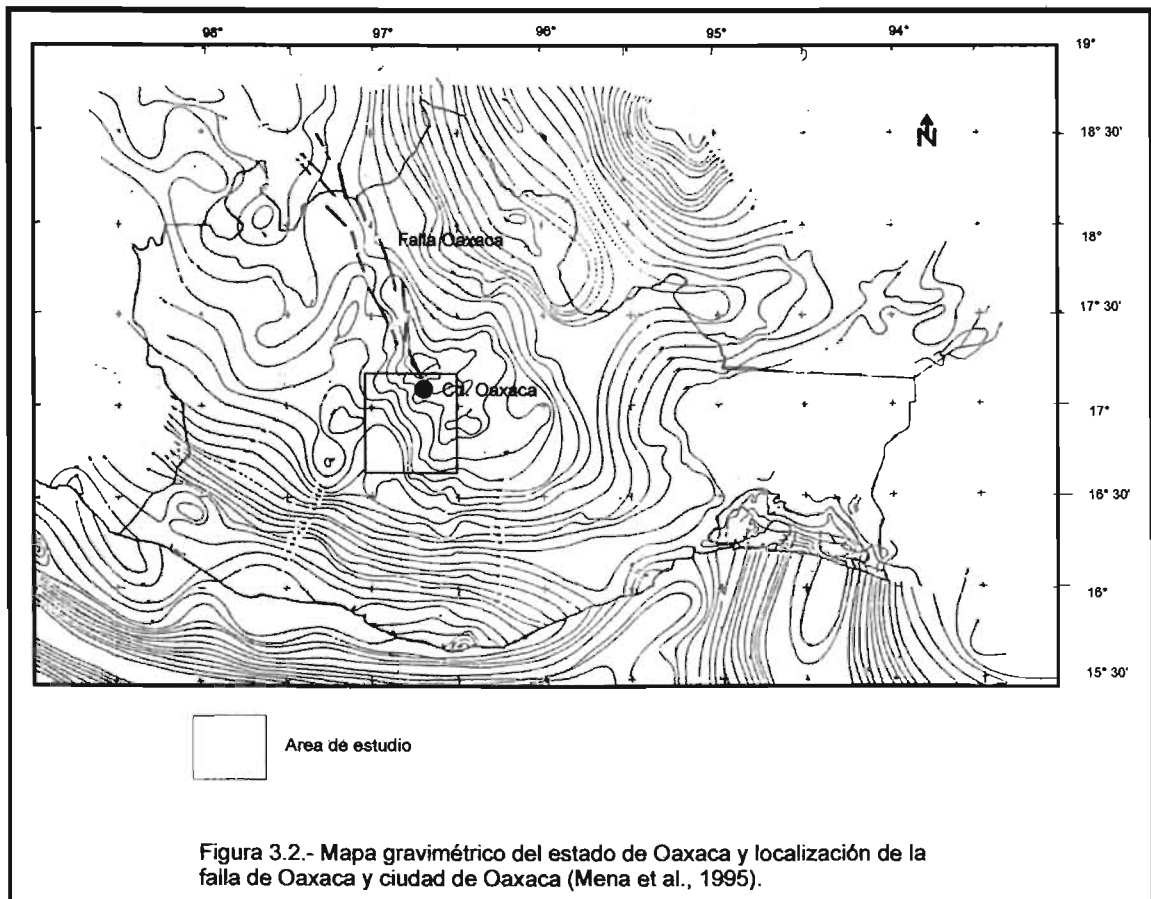 98° 97° 96° 95° 94° 19°
N
18° 30'
Falla Oaxaca
18°
17° 30'
Cd. Oaxaca
17°
16° 30'
16°
15° 30'
Area de estudio
Figura 3.2.- Mapa gravimétrico del estado de Oaxaca y localización de la
falla de Oaxaca y ciudad de Oaxaca (Mena et al., 1995).